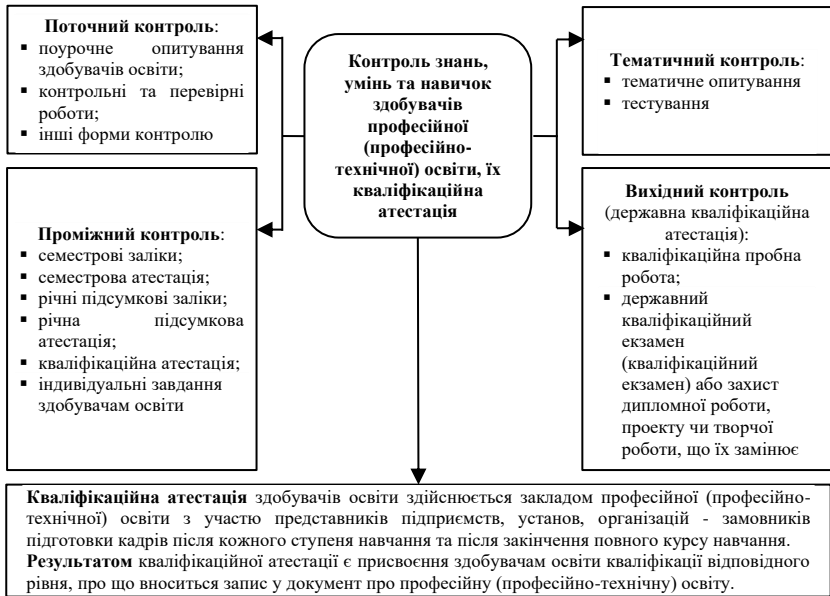 Поточний контроль:
▪ поурочне опитування
здобувачів освіти;
▪ контрольні та перевірні
роботи;
▪ інші форми контролю
Контроль знань,
умінь та навичок
здобувачів
професійної
(професійно-
технічної) освіти, їх
кваліфікаційна
атестація
Тематичний контроль:
▪ тематичне опитування
▪ тестування
Проміжний контроль:
▪ семестрові заліки;
▪ семестрова атестація;
▪ річні підсумкові заліки;
▪ річна підсумкова
атестація;
▪ кваліфікаційна атестація;
▪ індивідуальні завдання
здобувачам освіти
Вихідний контроль
(державна кваліфікаційна
атестація):
▪ кваліфікаційна пробна
робота;
▪ державний
кваліфікаційний
екзамен
(кваліфікаційний
екзамен) або захист
дипломної роботи,
проекту чи творчої
роботи, що їх замінює
Кваліфікаційна атестація здобувачів освіти здійснюється закладом професійної (професійно-
технічної) освіти з участю представників підприємств, установ, організацій - замовників
підготовки кадрів після кожного ступеня навчання та після закінчення повного курсу навчання.
Результатом кваліфікаційної атестації є присвоєння здобувачам освіти кваліфікації відповідного
рівня, про що вноситься запис у документ про професійну (професійно-технічну) освіту.